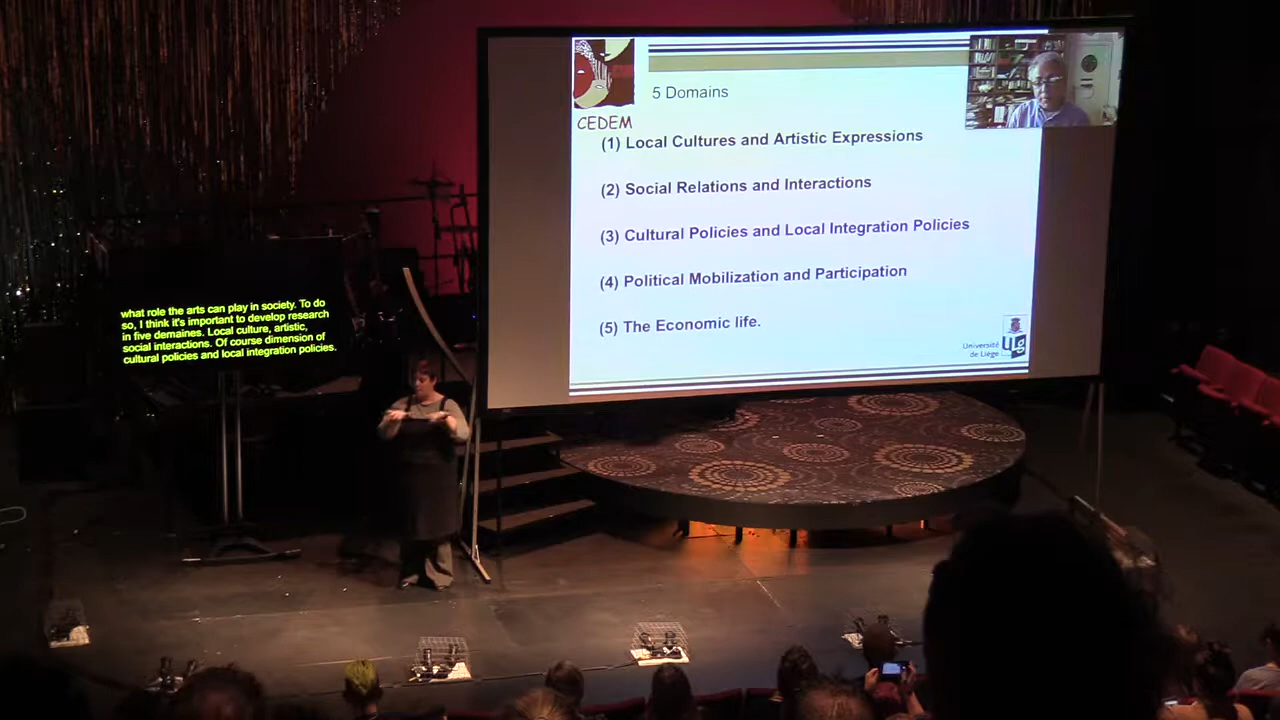 5 Domains
CEDEM
(1) Local Cultures and Artistic Expressions
(2) Social Relations and Interactions
(3) Cultural Policies and Local Integration Policies
(4) Political Mobilization and Participation
(5) The Economic life.
Université
de Liège
ULg
what role the arts can play in society. To do
so, I think it's important to develop research
in five demaines. Local culture, artistic,
social interactions. Of course dimension of
cultural policies and local integration policies.